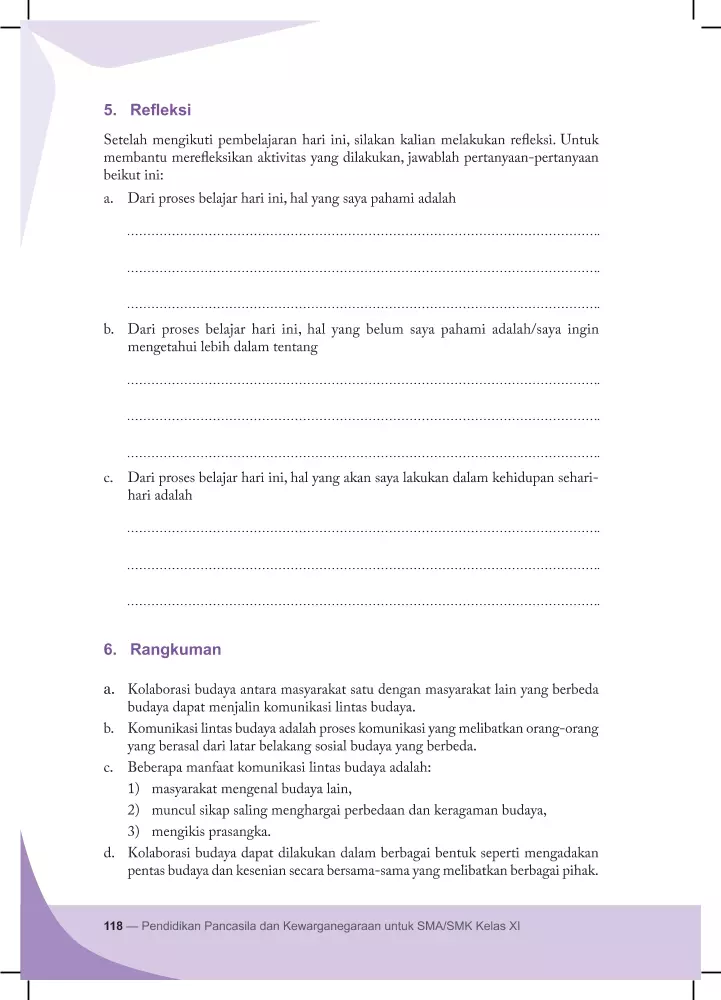 5. Refleksi
Setelah mengikuti pembelajaran hari ini, silakan kalian melakukan refleksi. Untuk
membantu merefleksikan aktivitas yang dilakukan, jawablah pertanyaan-pertanyaan
beikut ini:
a. Dari proses belajar hari ini, hal yang saya pahami adalah
b. Dari proses belajar hari ini, hal yang belum saya pahami adalah/saya ingin
mengetahui lebih dalam tentang
c. Dari proses belajar hari ini, hal yang akan saya lakukan dalam kehidupan sehari-
hari adalah
6. Rangkuman
a. Kolaborasi budaya antara masyarakat satu dengan masyarakat lain yang berbeda
budaya dapat menjalin komunikasi lintas budaya.
b. Komunikasi lintas budaya adalah proses komunikasi yang melibatkan orang-orang
yang berasal dari latar belakang sosial budaya yang berbeda.
c. Beberapa manfaat komunikasi lintas budaya adalah:
1) masyarakat mengenal budaya lain,
2) muncul sikap saling menghargai perbedaan dan keragaman budaya,
3) mengikis prasangka.
d. Kolaborasi budaya dapat dilakukan dalam berbagai bentuk seperti mengadakan
pentas budaya dan kesenian secara bersama-sama yang melibatkan berbagai pihak.
118 — Pendidikan Pancasila dan Kewarganegaraan untuk SMA/SMK Kelas XI